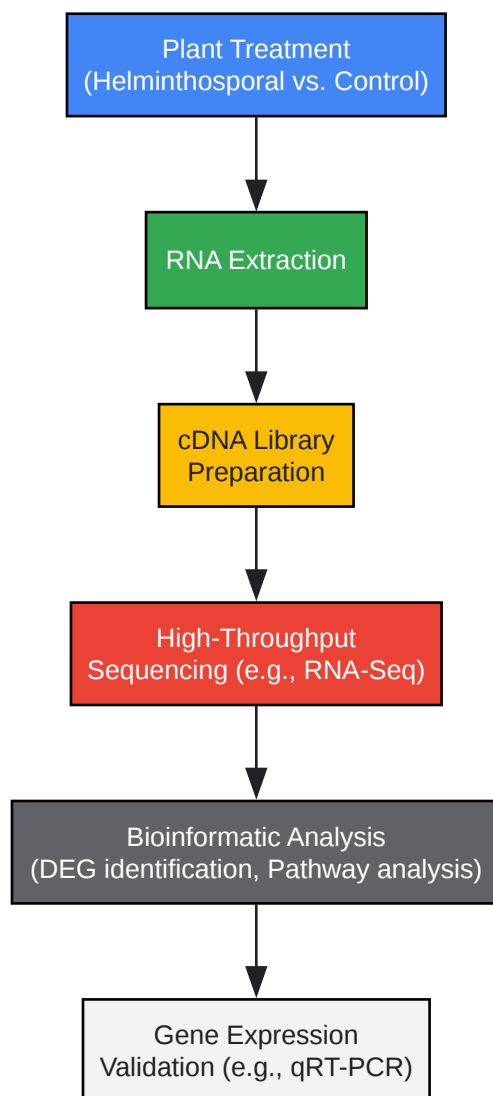 Plant Treatment
(Helminthosporal vs. Control)
RNA Extraction
cDNA Library
Preparation
High-Throughput
Sequencing (e.g., RNA-Seq)
Bioinformatic Analysis
(DEG identification, Pathway analysis)
Gene Expression
Validation (e.g., qRT-PCR)